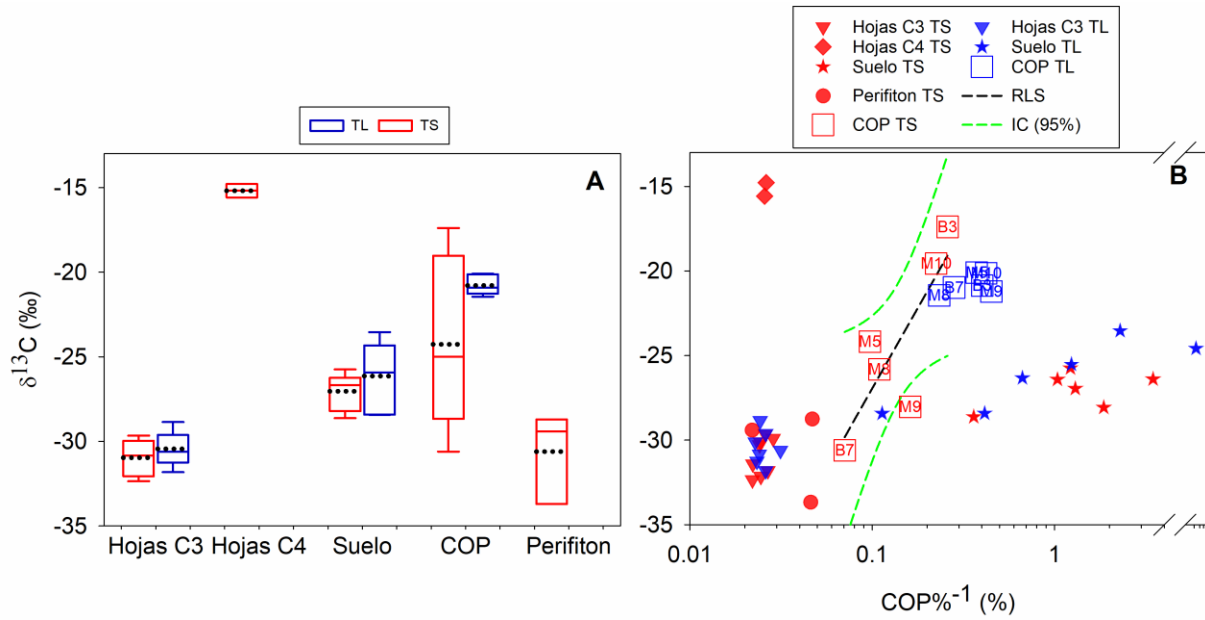 TL TS
A
δ¹³C (‰)
-15
-20
-25
-30
-35
Hojas C3 Hojas C4 Suelo COP Perifiton
Hojas C3 TS Hojas C3 TL
Hojas C4 TS Suelo TL
Suelo TS COP TL
Perifiton TS RLS
COP TS IC (95%)
B
-15
-20
-25
-30
-35
B3
M10
M5
M8
M9
B7
M8
B7
M10
M9
0.01 0.1 1
COP%⁻¹ (%)